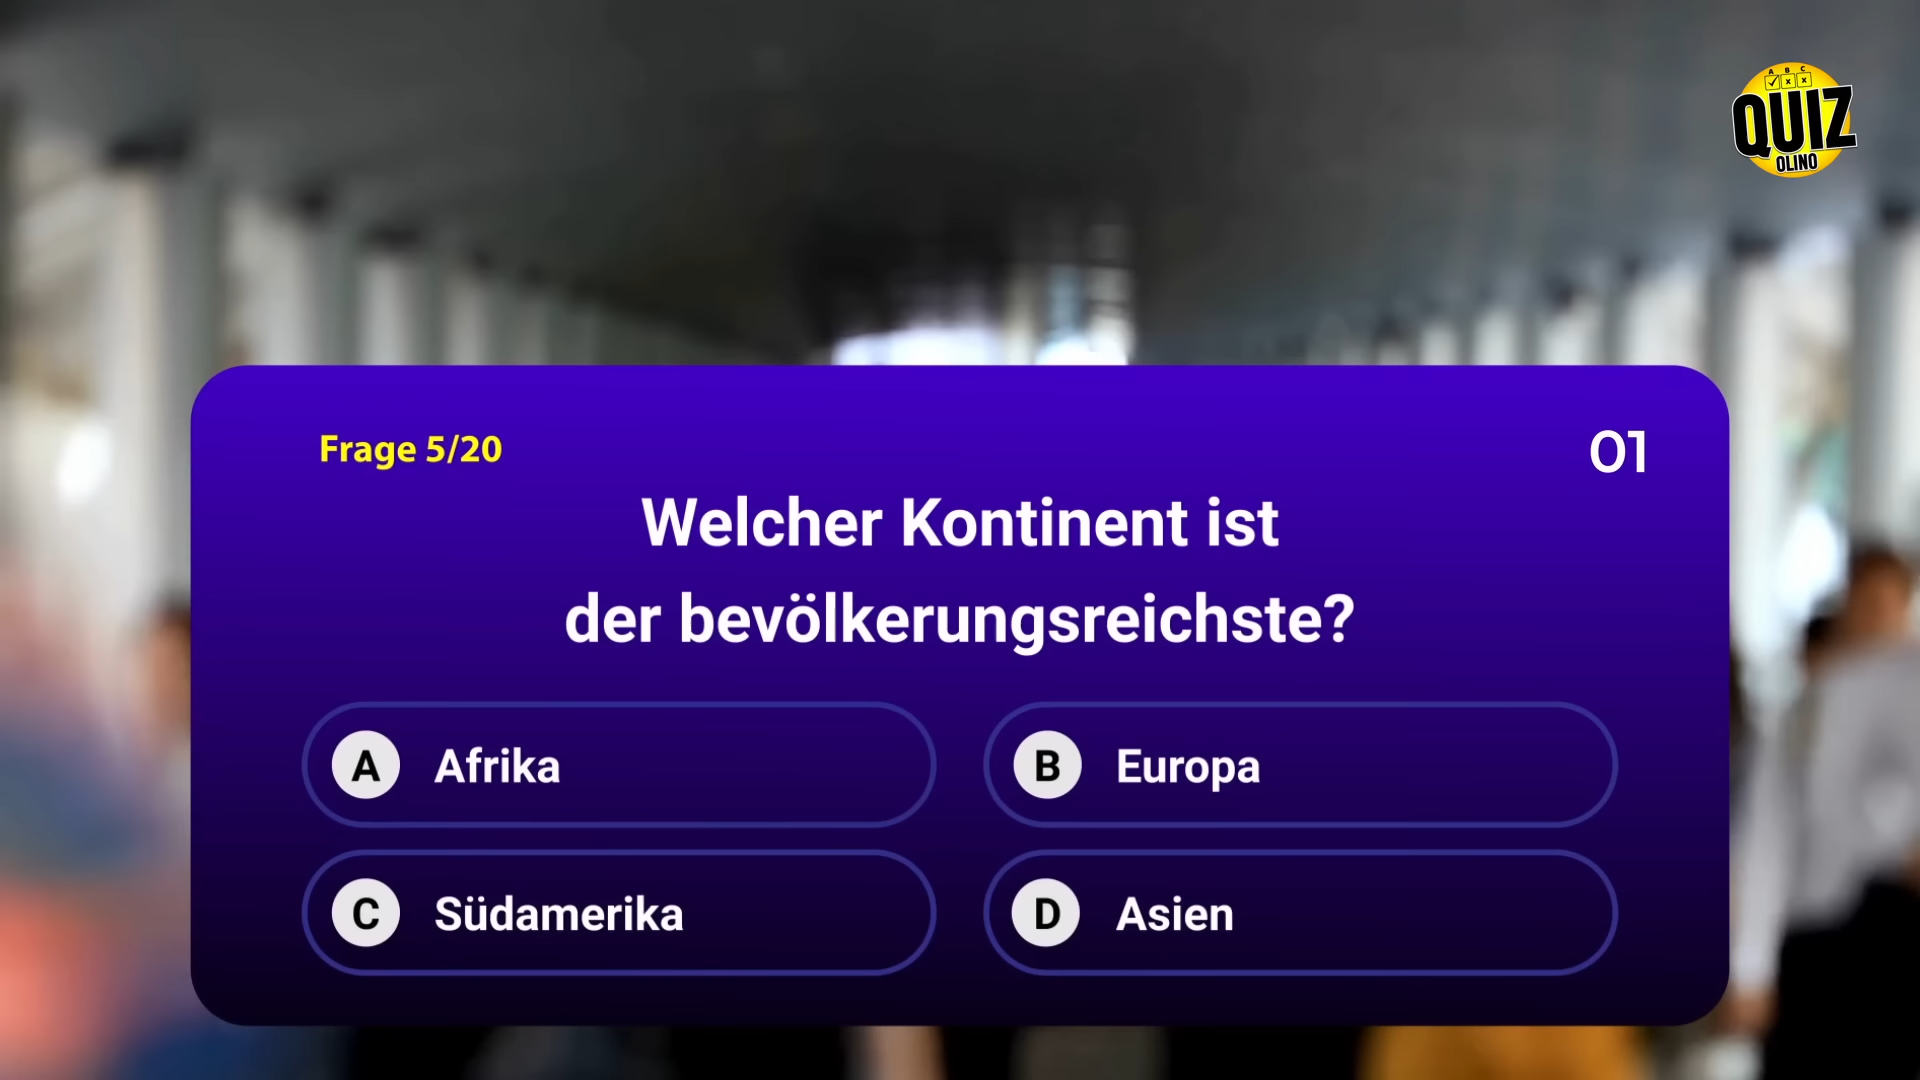 A B C
QUIZ
OLINO
Frage 5/20
01
Welcher Kontinent ist
der bevölkerungsreichste?
A Afrika
B Europa
C Südamerika
D Asien